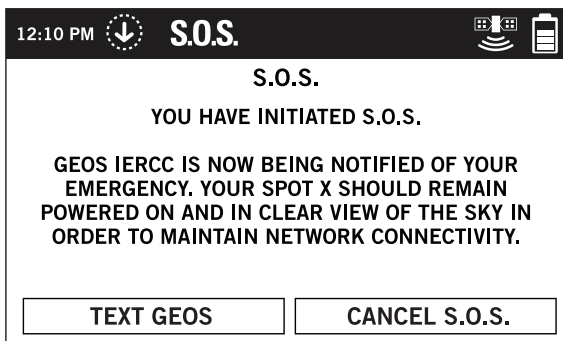 12:10 PM S.O.S.
S.O.S.
YOU HAVE INITIATED S.O.S.
GEOS IERCC IS NOW BEING NOTIFIED OF YOUR
EMERGENCY. YOUR SPOT X SHOULD REMAIN
POWERED ON AND IN CLEAR VIEW OF THE SKY IN
ORDER TO MAINTAIN NETWORK CONNECTIVITY.
TEXT GEOS CANCEL S.O.S.